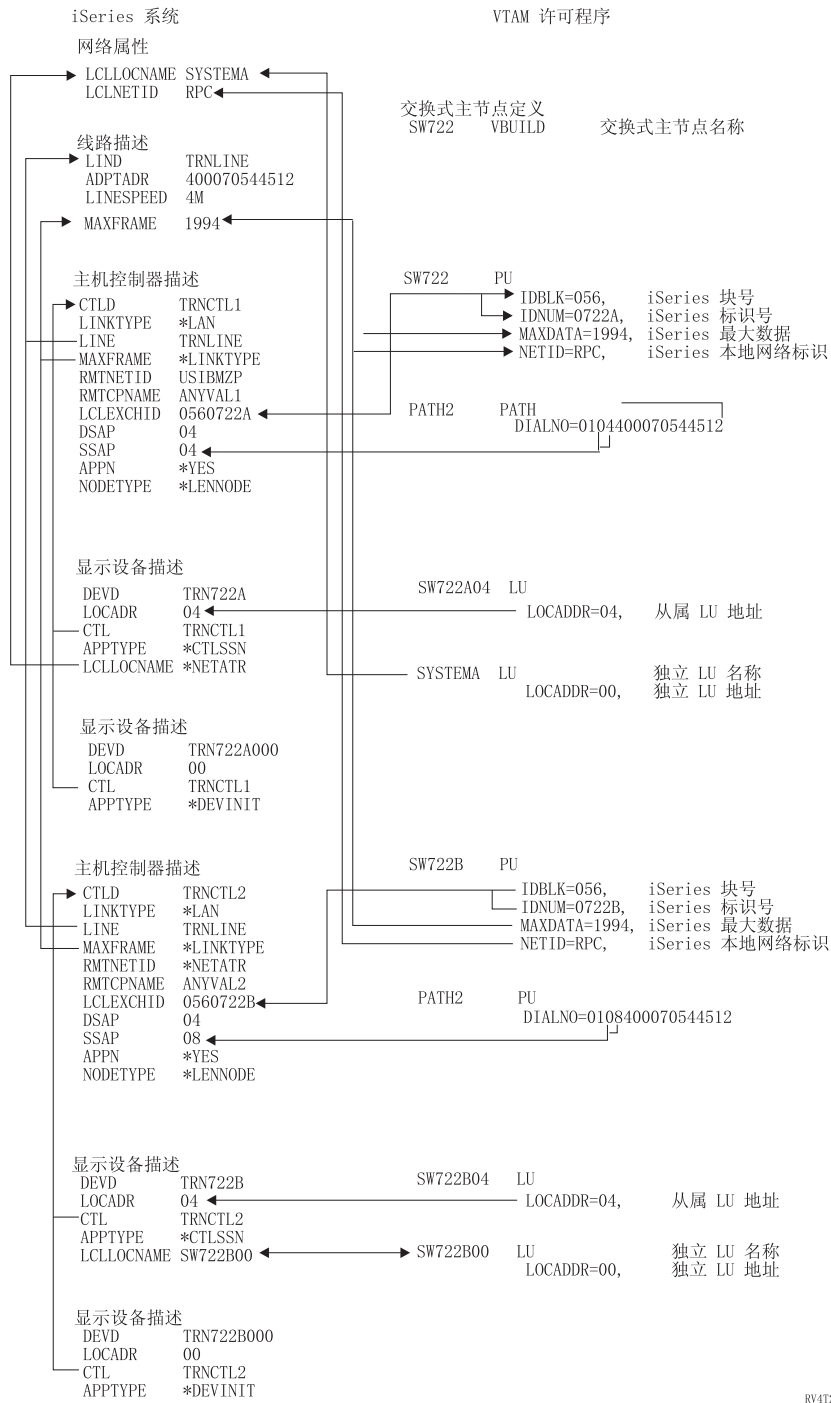 iSeries 系统 VTAM 许可程序
网络属性
LCLLOCNAME SYSTEMA
LCLNETID RPC
交换式主节点定义
SW722 VBUILD 交换式主节点名称
线路描述
LIND TRNLINE
ADPTADR 400070544512
LINESPEED 4M
MAXFRAME 1994
主机控制器描述
SW722 PU
CTLD TRNCTL1
IDBLK=056, iSeries 块号
LINKTYPE *LAN
IDNUM=0722A, iSeries 标识号
LINE TRNLINE
MAXDATA=1994, iSeries 最大数据
MAXFRAME *LINKTYPE
NETID=RPC, iSeries 本地网络标识
RMTNETID USIBMZP
RMTCPNAME ANYVAL1
LCLEXCHID 0560722A
PATH2 PATH
DSAP 04
DIALNO=0104400070544512
SSAP 04
APPN *YES
NODETYPE *LENNODE
显示设备描述
DEVD TRN722A
SW722A04 LU
LOCADR 04
LOCADDR=04, 从属 LU 地址
CTL TRNCTL1
APPTYPE *CTLSSN
LCLLOCNAME *NETATR
SYSTEMA LU 独立 LU 名称
LOCADDR=00, 独立 LU 地址
显示设备描述
DEVD TRN722A000
LOCADR 00
CTL TRNCTL1
APPTYPE *DEVINIT
主机控制器描述
SW722B PU
CTLD TRNCTL2
IDBLK=056, iSeries 块号
LINKTYPE *LAN
IDNUM=0722B, iSeries 标识号
LINE TRNLINE
MAXDATA=1994, iSeries 最大数据
MAXFRAME *LINKTYPE
NETID=RPC, iSeries 本地网络标识
RMTNETID *NETATR
RMTCPNAME ANYVAL2
LCLEXCHID 0560722B
PATH2 PU
DSAP 04
DIALNO=0108400070544512
SSAP 08
APPN *YES
NODETYPE *LENNODE
显示设备描述
DEVD TRN722B
SW722B04 LU
LOCADR 04
LOCADDR=04, 从属 LU 地址
CTL TRNCTL2
APPTYPE *CTLSSN
LCLLOCNAME SW722B00
SW722B00 LU 独立 LU 名称
LOCADDR=00, 独立 LU 地址
显示设备描述
DEVD TRN722B000
LOCADR 00
CTL TRNCTL2
APPTYPE *DEVINIT